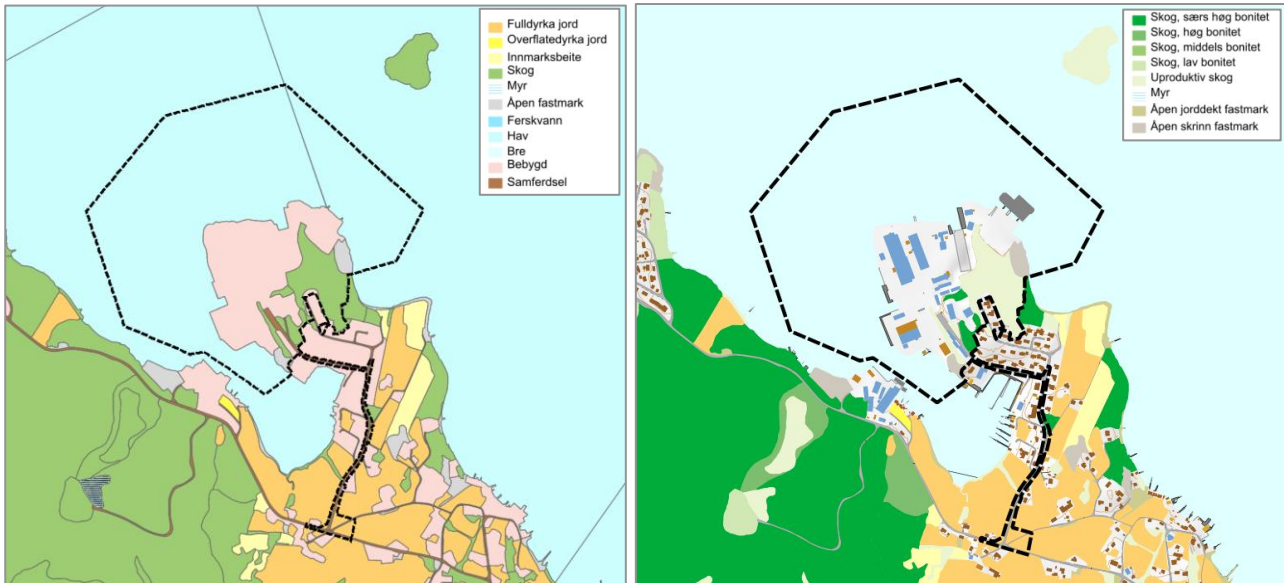 Fulldyrka jord
Overflatedyrka jord
Innmarksbeite
Skog
Myr
Åpen fastmark
Ferskvann
Hav
Bre
Bebygd
Samferdsel
Skog, særs høg bonitet
Skog, høg bonitet
Skog, middels bonitet
Skog, lav bonitet
Uproduktiv skog
Myr
Åpen jorddekt fastmark
Åpen skrinn fastmark